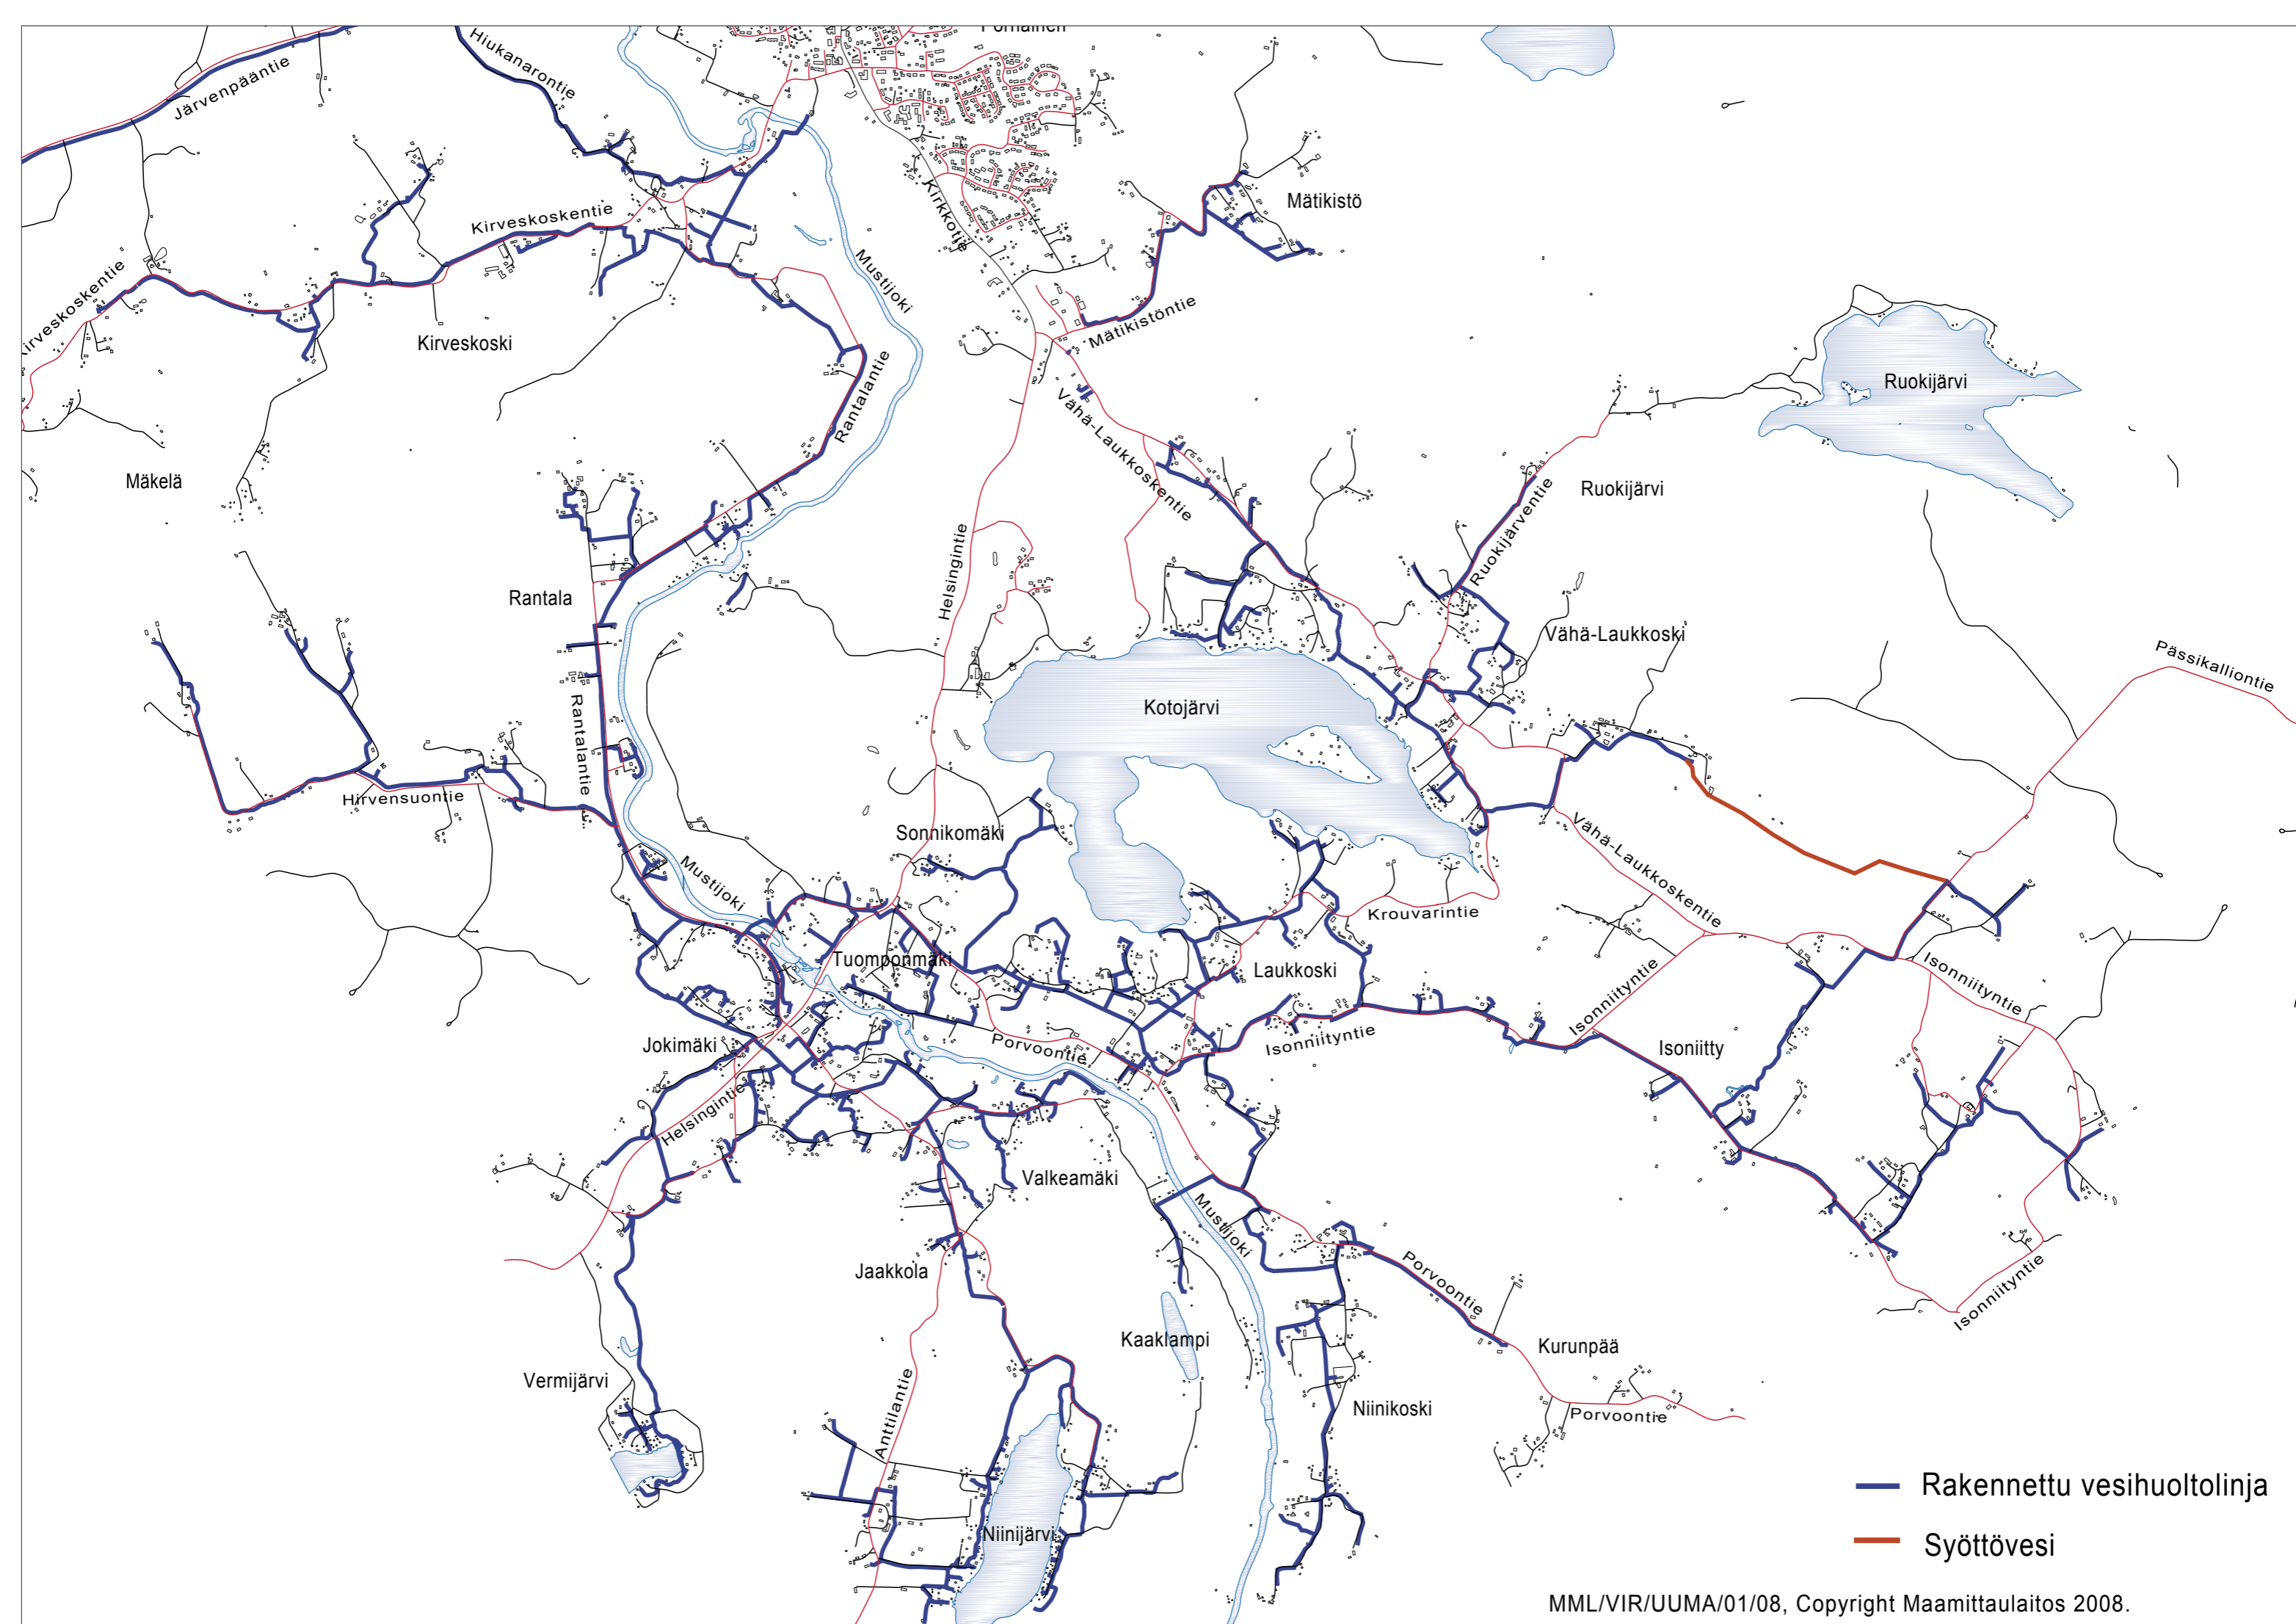 Pornainen
Hiukanarontie
Järvenpääntie
Kirkkotie
Mätikistö
Kirveskoskentie
Mustijoki
Kirveskoskentie
Mätikistöntie
Kirveskoski
Ruokijärvi
Rantalantie
Vähä-Laukkoskentie
Mäkelä
Ruokijärvi
Ruokijärventie
Helsingintie
Rantala
Vähä-Laukkoski
Pässikalliontie
Kotojärvi
Rantalantie
Hirvensuontie
Sonnikomäki
Vähä-Laukkoskentie
Mustijoki
Krouvarintie
Tuomponmäki
Laukkoski
Isonniityntie
Isonniityntie
Jokimäki
Porvoontie
Isonniityntie
Isoniitty
Helsingintie
Valkeamäki
Mustijoki
Jaakkola
Porvoontie
Isonniityntie
Kaaklampi
Kurunpää
Vermijärvi
Antilantie
Niinikoski
Porvoontie
Niinijärvi
Rakennettu vesihuoltolinja
Syöttövesi
MML/VIR/UUMA/01/08, Copyright Maamittaulaitos 2008.